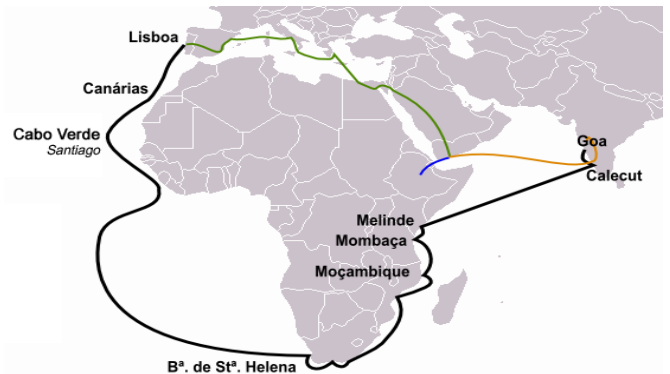 Lisboa
Canárias
Cabo Verde
Santiago
Goa
Calecut
Melinde
Mombaça
Moçambique
Bª. de Stª. Helena